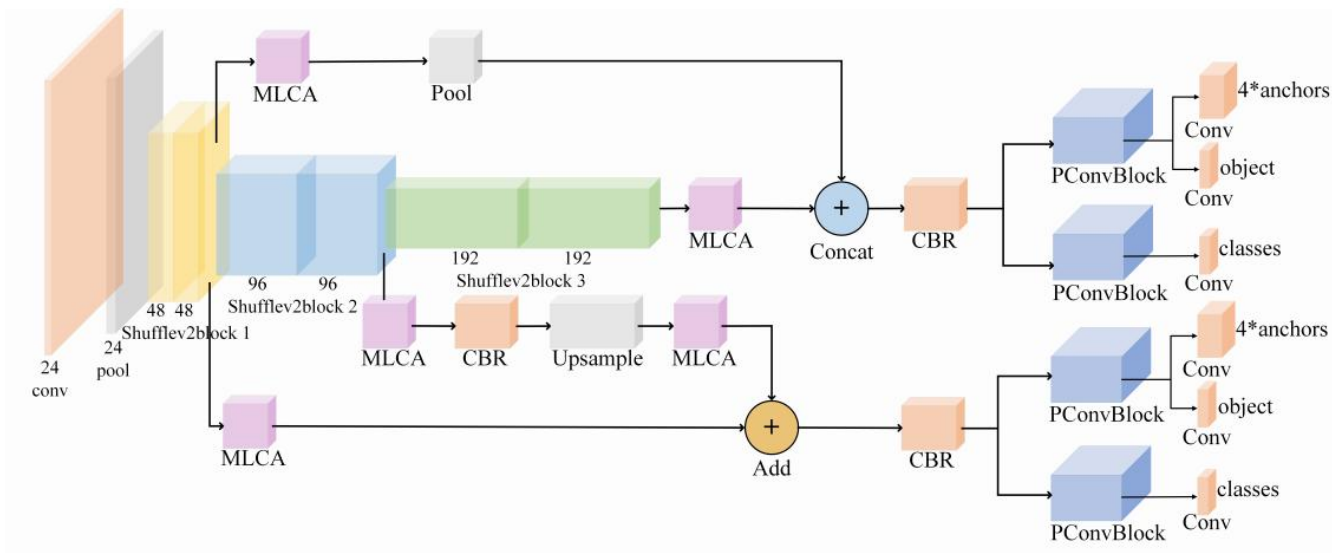 MLCA
Pool
4*anchors
Conv
PConvBlock
object
Conv
MLCA
+
Concat
CBR
classes
PConvBlock
Conv
192
192
Shufflev2block 3
96
96
Shufflev2block 2
48
48
Shufflev2block 1
24
pool
24
conv
MLCA
CBR
Upsample
MLCA
4*anchors
Conv
PConvBlock
object
Conv
MLCA
+
Add
CBR
classes
PConvBlock
Conv